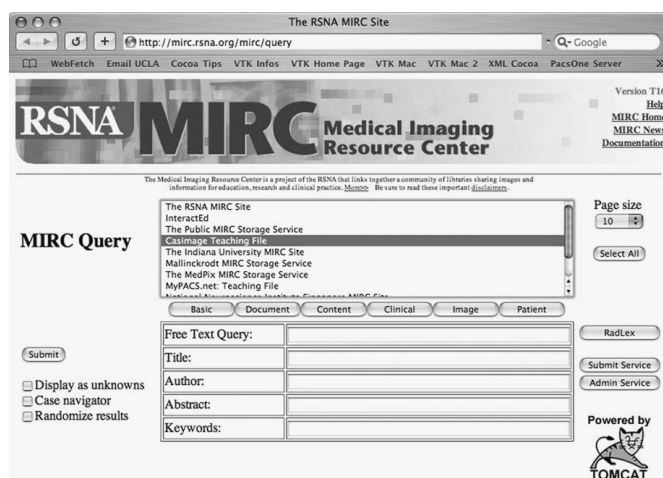 The RSNA MIRC Site
http://mirc.rsna.org/mirc/query
Google
WebFetch Email UCLA Cocoa Tips VTK Infos VTK Home Page VTK Mac VTK Mac 2 XML Cocoa PacsOne Server
RSNA MIRC Medical Imaging
Resource Center
Version T16
Help
MIRC Home
MIRC News
Documentation
The Medical Imaging Resource Center is a project of the RSNA that links together a community of libraries sharing images and
information for education, research and clinical practice. More>> Be sure to read these important disclaimers.
MIRC Query
The RSNA MIRC Site
InteractEd
The Public MIRC Storage Service
Casimage Teaching File
The Indiana University MIRC Site
Mallinckrodt MIRC Storage Service
The MedPix MIRC Storage Service
MyPACS.net: Teaching File
Page size
10
Select All
Basic Document Content Clinical Image Patient
Free Text Query:
Title:
Author:
Abstract:
Keywords:
Submit
Display as unknowns
Case navigator
Randomize results
RadLex
Submit Service
Admin Service
Powered by
TOMCAT